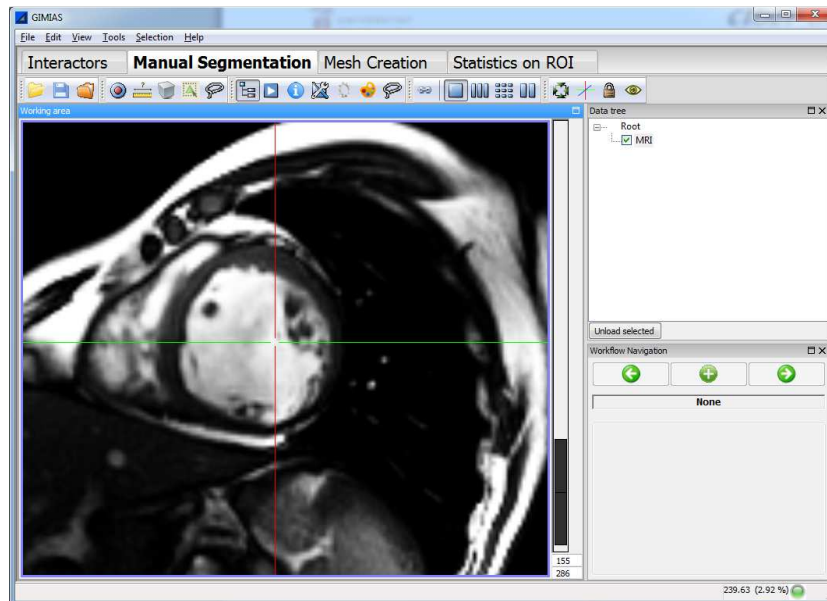 GIMIAS
File Edit View Tools Selection Help
Interactors Manual Segmentation Mesh Creation Statistics on ROI
Working area
Data tree
Root
MRI
Unload selected
Workflow Navigation
None
155
286
239.63 (2.92 %)